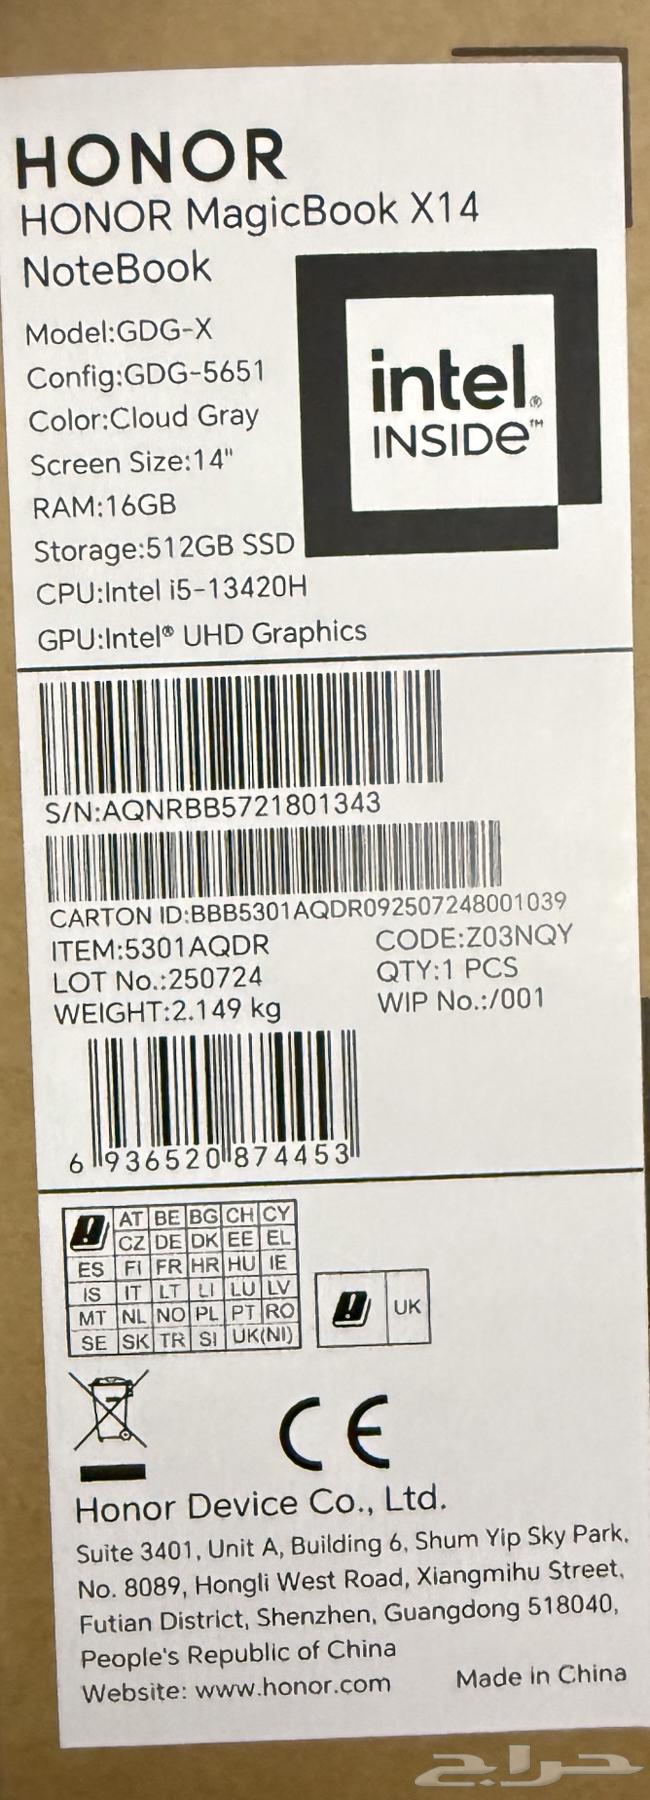 HONOR
HONOR MagicBook X14
NoteBook
Model:GDG-X
Config:GDG-5651
Color:Cloud Gray
Screen Size:14"
RAM:16GB
Storage:512GB SSD
CPU:Intel i5-13420H
GPU:Intel® UHD Graphics
intel®
INSIDe™
S/N:AQNRBB5721801343
CARTON ID:BBB5301AQDR092507248001039
ITEM:5301AQDR CODE:Z03NQY
LOT No.:250724 QTY:1 PCS
WEIGHT:2.149 kg WIP No.:/001
6 936520 874453
AT BE BG CH CY
CZ DE DK EE EL
ES FI FR HR HU IE
IS IT LT LI LU LV
MT NL NO PL PT RO
SE SK TR SI UK(NI)
UK
CE
Honor Device Co., Ltd.
Suite 3401, Unit A, Building 6, Shum Yip Sky Park,
No. 8089, Hongli West Road, Xiangmihu Street,
Futian District, Shenzhen, Guangdong 518040,
People's Republic of China
Website: www.honor.com Made in China
حراج